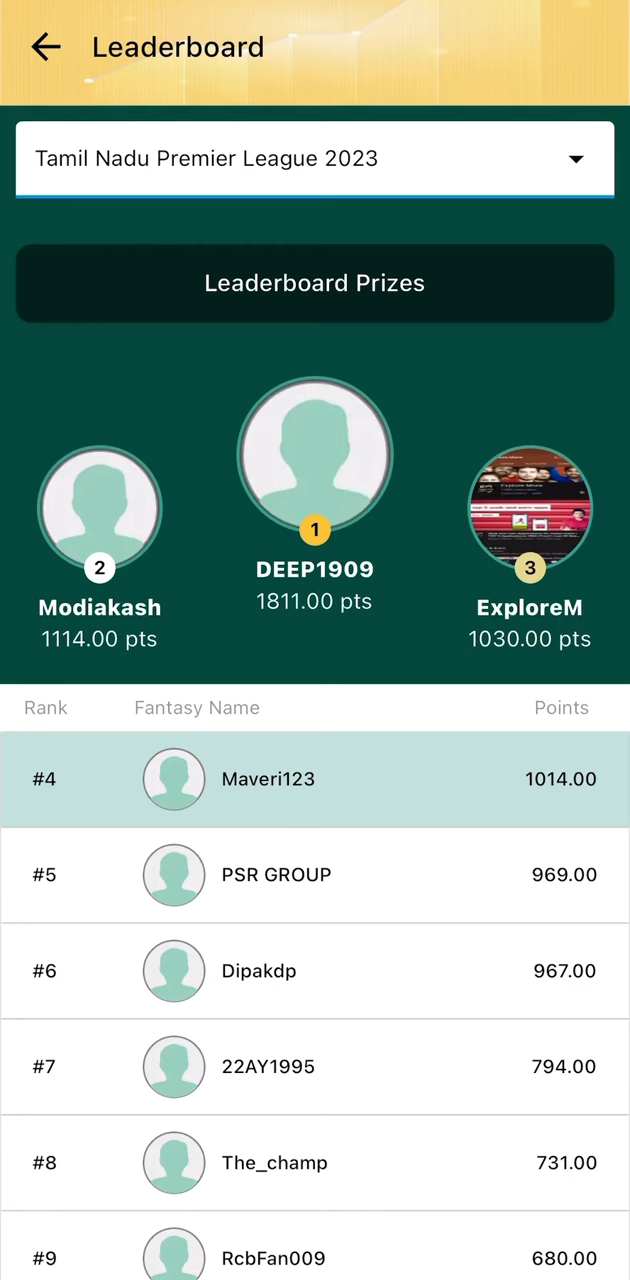 Leaderboard
Tamil Nadu Premier League 2023
Leaderboard Prizes
1
DEEP1909
1811.00 pts
2
Modiakash
1114.00 pts
3
ExploreM
1030.00 pts
Rank Fantasy Name Points
#4 Maveri123 1014.00
#5 PSR GROUP 969.00
#6 Dipakdp 967.00
#7 22AY1995 794.00
#8 The_champ 731.00
#9 RcbFan009 680.00